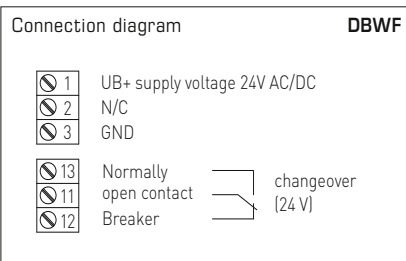 Connection diagram DBWF
1 UB+ supply voltage 24V AC/DC
2 N/C
3 GND
13 Normally
11 open contact
12 Breaker
changeover
(24 V)